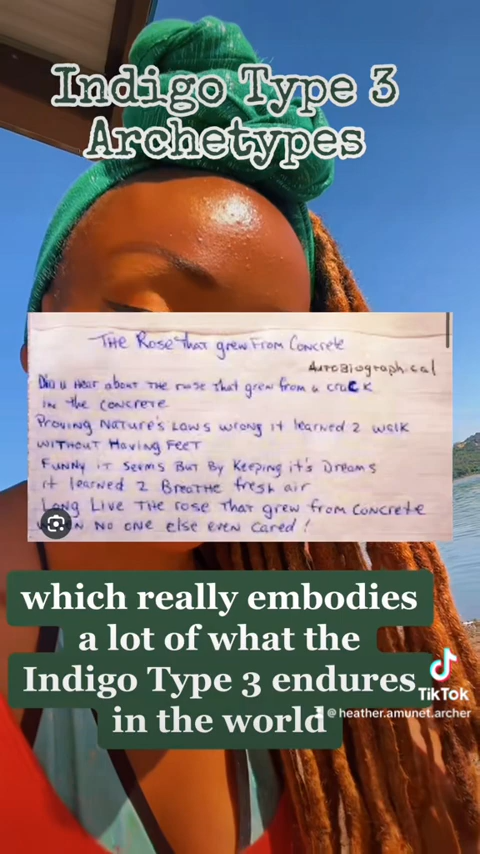 Indigo Type 3
Archetypes
THE ROSE THAT grew From CONCRETE
AUTOBIOGRAPHICAL
DID U HEAR ABOUT THE rose THAT grew from a cracK
in the concrete
Proving Nature's Laws wrong it learned 2 walk
without Having Feet
Funny it seems But By Keeping it's Dreams
it learned 2 Breathe fresh air
Long Live THE rose THAT grew from concrete
no one else even cared!
which really embodies
a lot of what the
Indigo Type 3 endures
in the world
TikTok
@heather.amunet.archer